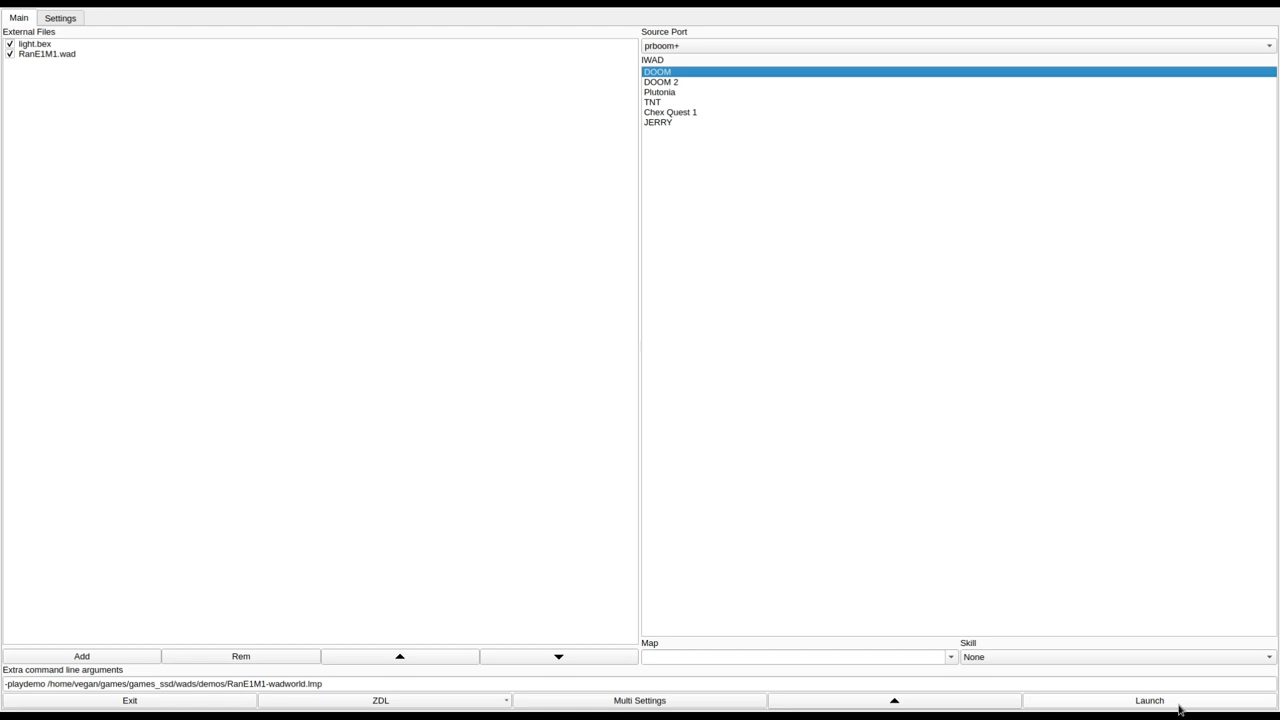 Main Settings
External Files
light.bex
RanE1M1.wad
Source Port
prboom+
IWAD
DOOM
DOOM 2
Plutonia
TNT
Chex Quest 1
JERRY
Map Skill
None
Add Rem
Extra command line arguments
-playdemo /home/vegan/games/games_ssd/wads/demos/RanE1M1-wadworld.lmp
Exit ZDL Multi Settings Launch